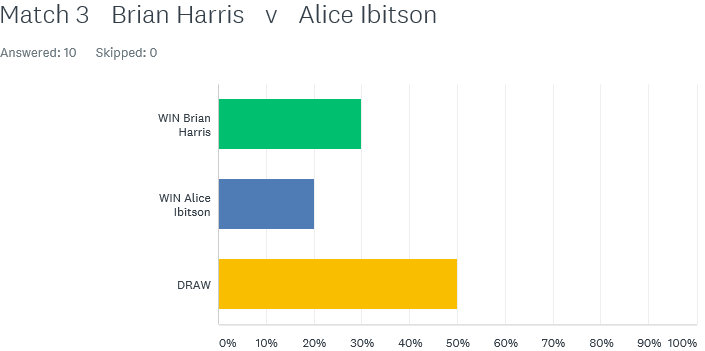 Match 3 Brian Harris v Alice Ibitson
Answered: 10 Skipped: 0
WIN Brian
Harris
WIN Alice
Ibitson
DRAW
0% 10% 20% 30% 40% 50% 60% 70% 80% 90% 100%